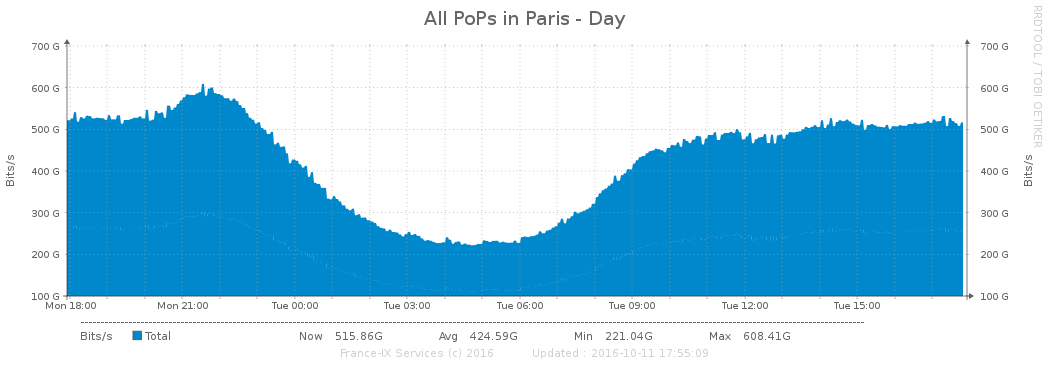 All PoPs in Paris - Day
RRDTOOL / TOBI OETIKER
700 G 700 G
600 G 600 G
500 G 500 G
400 G 400 G
300 G 300 G
200 G 200 G
100 G 100 G
Bits/s
Bits/s
Mon 18:00 Mon 21:00 Tue 00:00 Tue 03:00 Tue 06:00 Tue 09:00 Tue 12:00 Tue 15:00
Bits/s Total Now 515.86G Avg 424.59G Min 221.04G Max 608.41G
France-IX Services (c) 2016 Updated : 2016-10-11 17:55:09